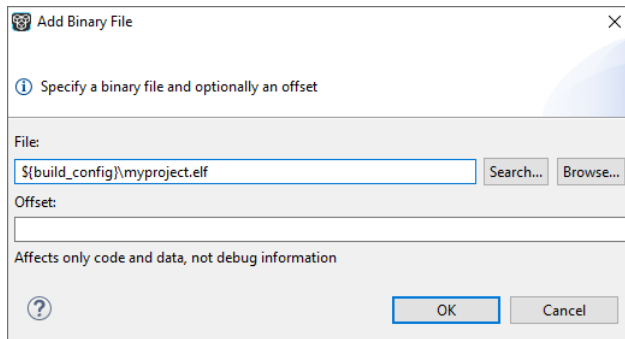 Add Binary File
Specify a binary file and optionally an offset
File:
${build_config}\myproject.elf
Search...
Browse...
Offset:
Affects only code and data, not debug information
OK
Cancel